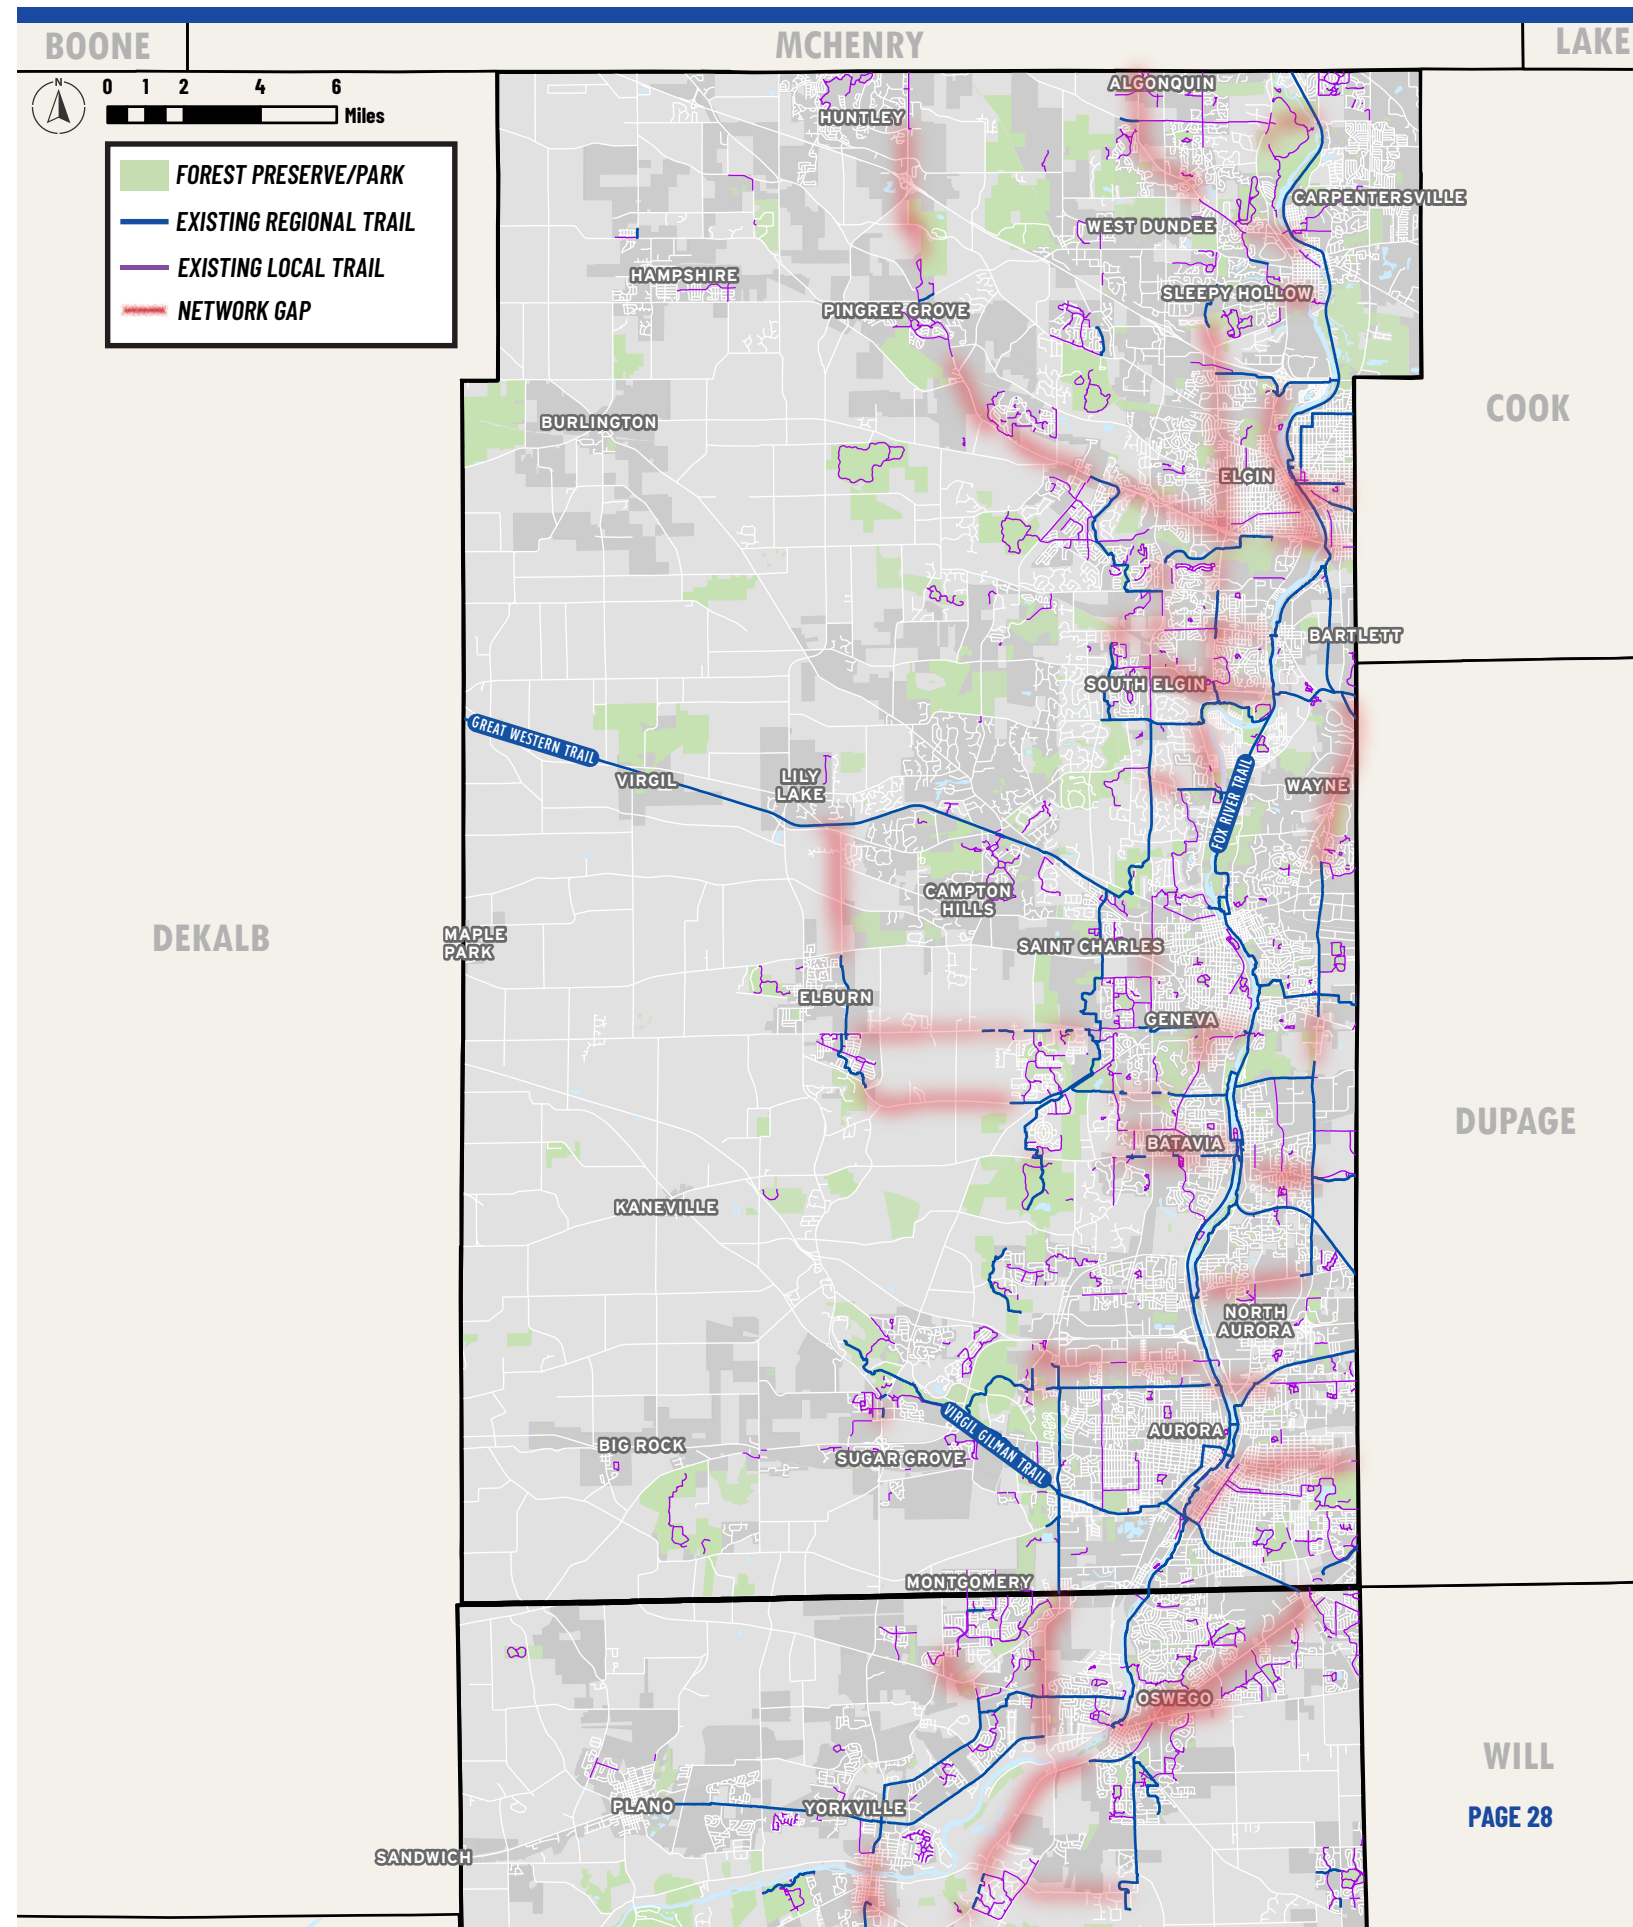 BOONE
MCHENRY
LAKE
N
0 1 2 4 6
Miles
FOREST PRESERVE/PARK
EXISTING REGIONAL TRAIL
EXISTING LOCAL TRAIL
NETWORK GAP
ALGONQUIN
HUNTLEY
CARPENTERSVILLE
WEST DUNDEE
HAMPSHIRE
SLEEPY HOLLOW
PINGREE GROVE
COOK
BURLINGTON
ELGIN
BARTLETT
SOUTH ELGIN
GREAT WESTERN TRAIL
VIRGIL
LILY
LAKE
WAYNE
FOX RIVER TRAIL
CAMPTON
HILLS
DEKALB
MAPLE
PARK
SAINT CHARLES
ELBURN
GENEVA
DUPAGE
BATAVIA
KANEVILLE
NORTH
AURORA
VIRGIL GILMAN TRAIL
AURORA
BIG ROCK
SUGAR GROVE
MONTGOMERY
OSWEGO
WILL
PLANO
YORKVILLE
PAGE 28
SANDWICH